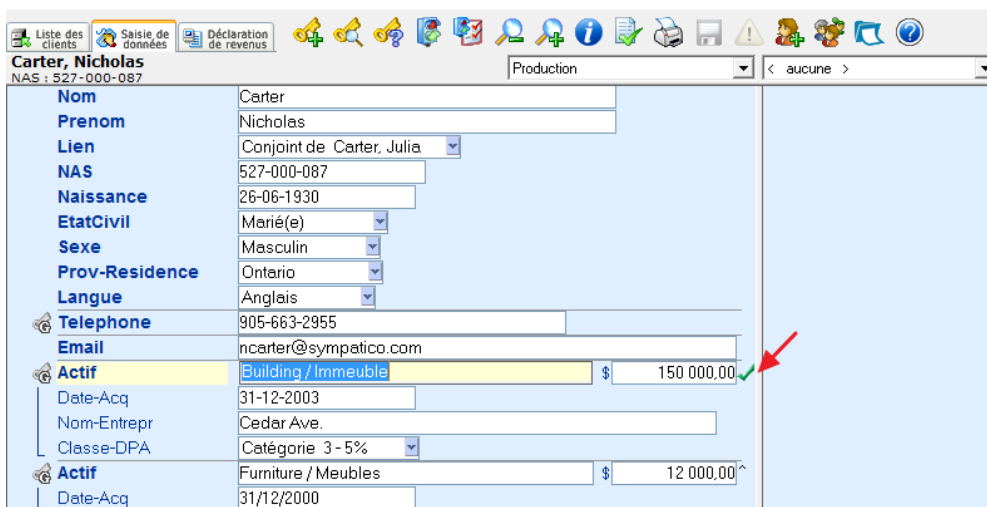 Liste des clients Saisie de données Déclaration de revenus
Carter, Nicholas
NAS : 527-000-087 Production < aucune >
Nom Carter
Prenom Nicholas
Lien Conjoint de Carter, Julia
NAS 527-000-087
Naissance 26-06-1930
EtatCivil Marié(e)
Sexe Masculin
Prov-Residence Ontario
Langue Anglais
Telephone 905-663-2955
Email ncarter@sympatico.com
Actif Building / Immeuble $ 150 000,00
Date-Acq 31-12-2003
Nom-Entrepr Cedar Ave.
Classe-DPA Catégorie 3 - 5%
Actif Furniture / Meubles $ 12 000,00^
Date-Acq 31/12/2000